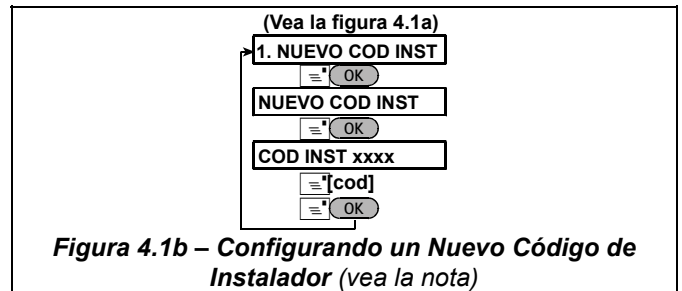 (Vea la figura 4.1a)
1. NUEVO COD INST
OK
NUEVO COD INST
OK
COD INST xxxx
[cod]
OK
Figura 4.1b – Configurando un Nuevo Código de
Instalador (vea la nota)